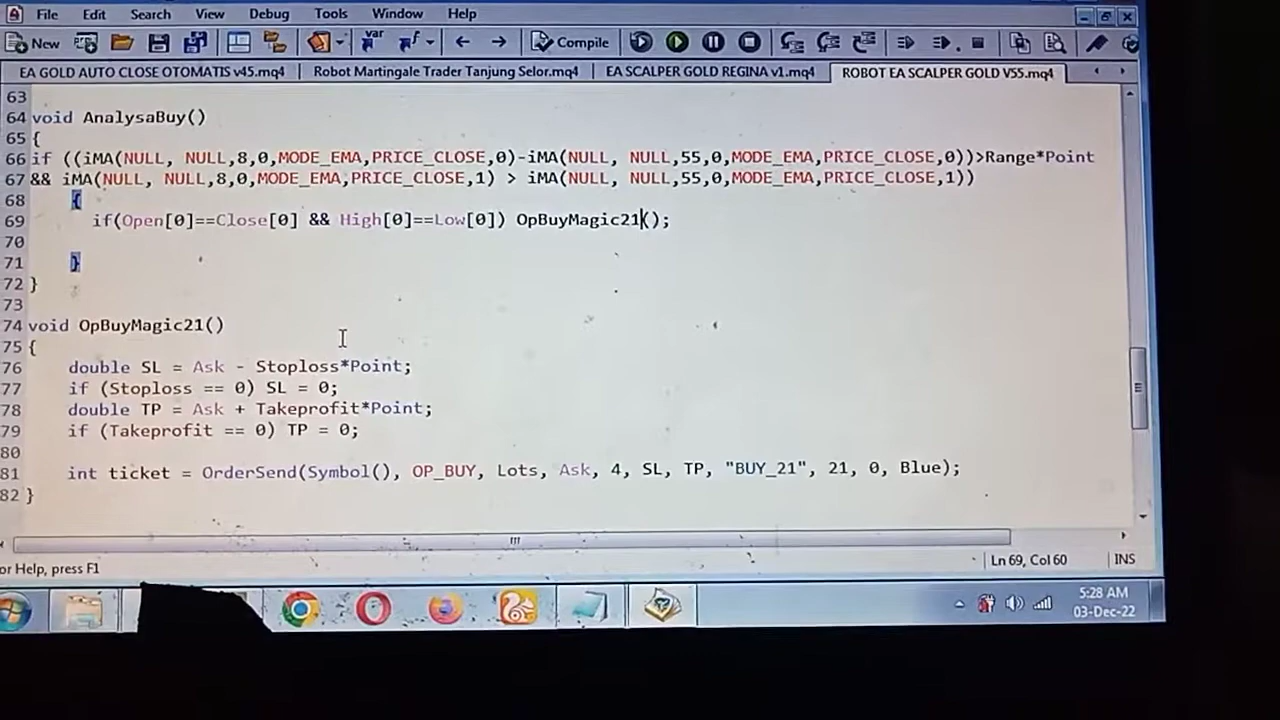 File Edit Search View Debug Tools Window Help
New Compile
EA GOLD AUTO CLOSE OTOMATIS v45.mq4 Robot Martingale Trader Tanjung Selor.mq4 EA SCALPER GOLD REGINA v1.mq4 ROBOT EA SCALPER GOLD V55.mq4
63
64 void AnalysaBuy()
65 {
66 if ((iMA(NULL, NULL,8,0,MODE_EMA,PRICE_CLOSE,0)-iMA(NULL, NULL,55,0,MODE_EMA,PRICE_CLOSE,0))>Range*Point
67 && iMA(NULL, NULL,8,0,MODE_EMA,PRICE_CLOSE,1) > iMA(NULL, NULL,55,0,MODE_EMA,PRICE_CLOSE,1))
68 {
69 if(Open[0]==Close[0] && High[0]==Low[0]) OpBuyMagic21();
70
71 }
72 }
73
74 void OpBuyMagic21()
75 {
76 double SL = Ask - Stoploss*Point;
77 if (Stoploss == 0) SL = 0;
78 double TP = Ask + Takeprofit*Point;
79 if (Takeprofit == 0) TP = 0;
80
81 int ticket = OrderSend(Symbol(), OP_BUY, Lots, Ask, 4, SL, TP, "BUY_21", 21, 0, Blue);
82 }
or Help, press F1 Ln 69, Col 60 INS
5:28 AM
03-Dec-22